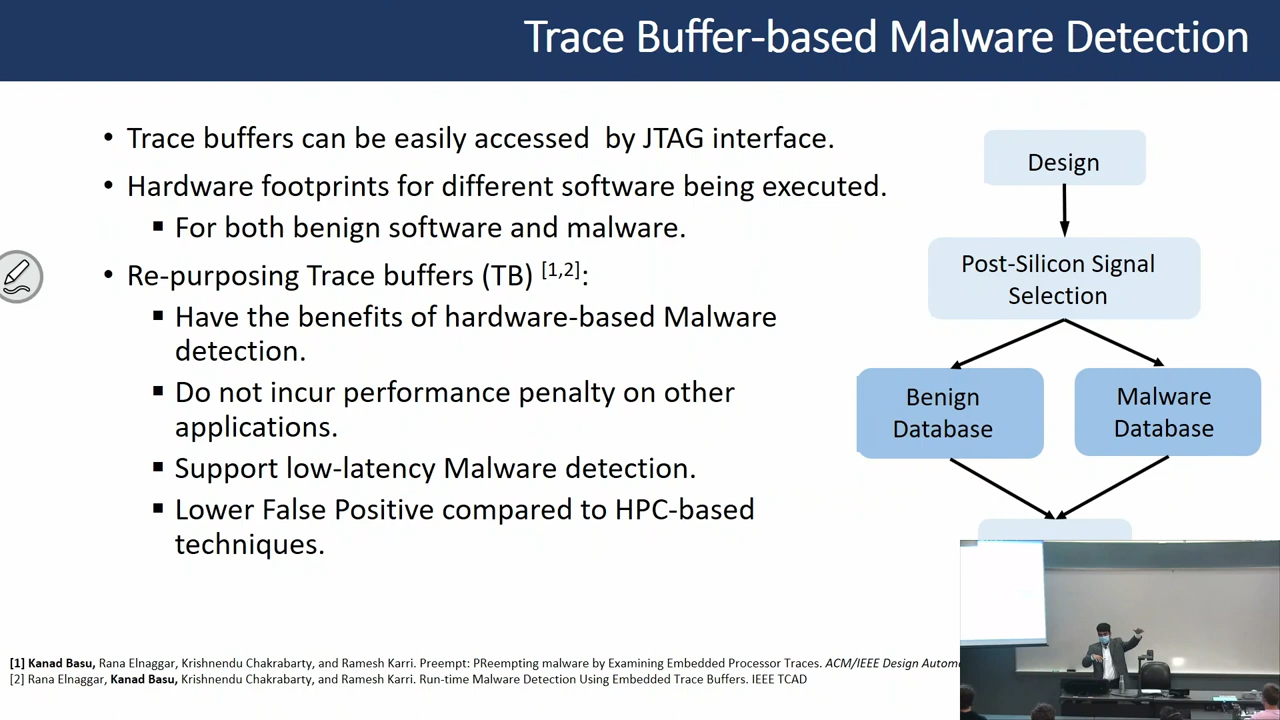 Trace Buffer-based Malware Detection
• Trace buffers can be easily accessed by JTAG interface.
• Hardware footprints for different software being executed.
▪ For both benign software and malware.
• Re-purposing Trace buffers (TB) [1,2]:
▪ Have the benefits of hardware-based Malware
detection.
▪ Do not incur performance penalty on other
applications.
▪ Support low-latency Malware detection.
▪ Lower False Positive compared to HPC-based
techniques.
Design
Post-Silicon Signal
Selection
Benign
Database
Malware
Database
[1] Kanad Basu, Rana Elnaggar, Krishnendu Chakrabarty, and Ramesh Karri. Preempt: PReempting malware by Examining Embedded Processor Traces. ACM/IEEE Design Autom
[2] Rana Elnaggar, Kanad Basu, Krishnendu Chakrabarty, and Ramesh Karri. Run-time Malware Detection Using Embedded Trace Buffers. IEEE TCAD